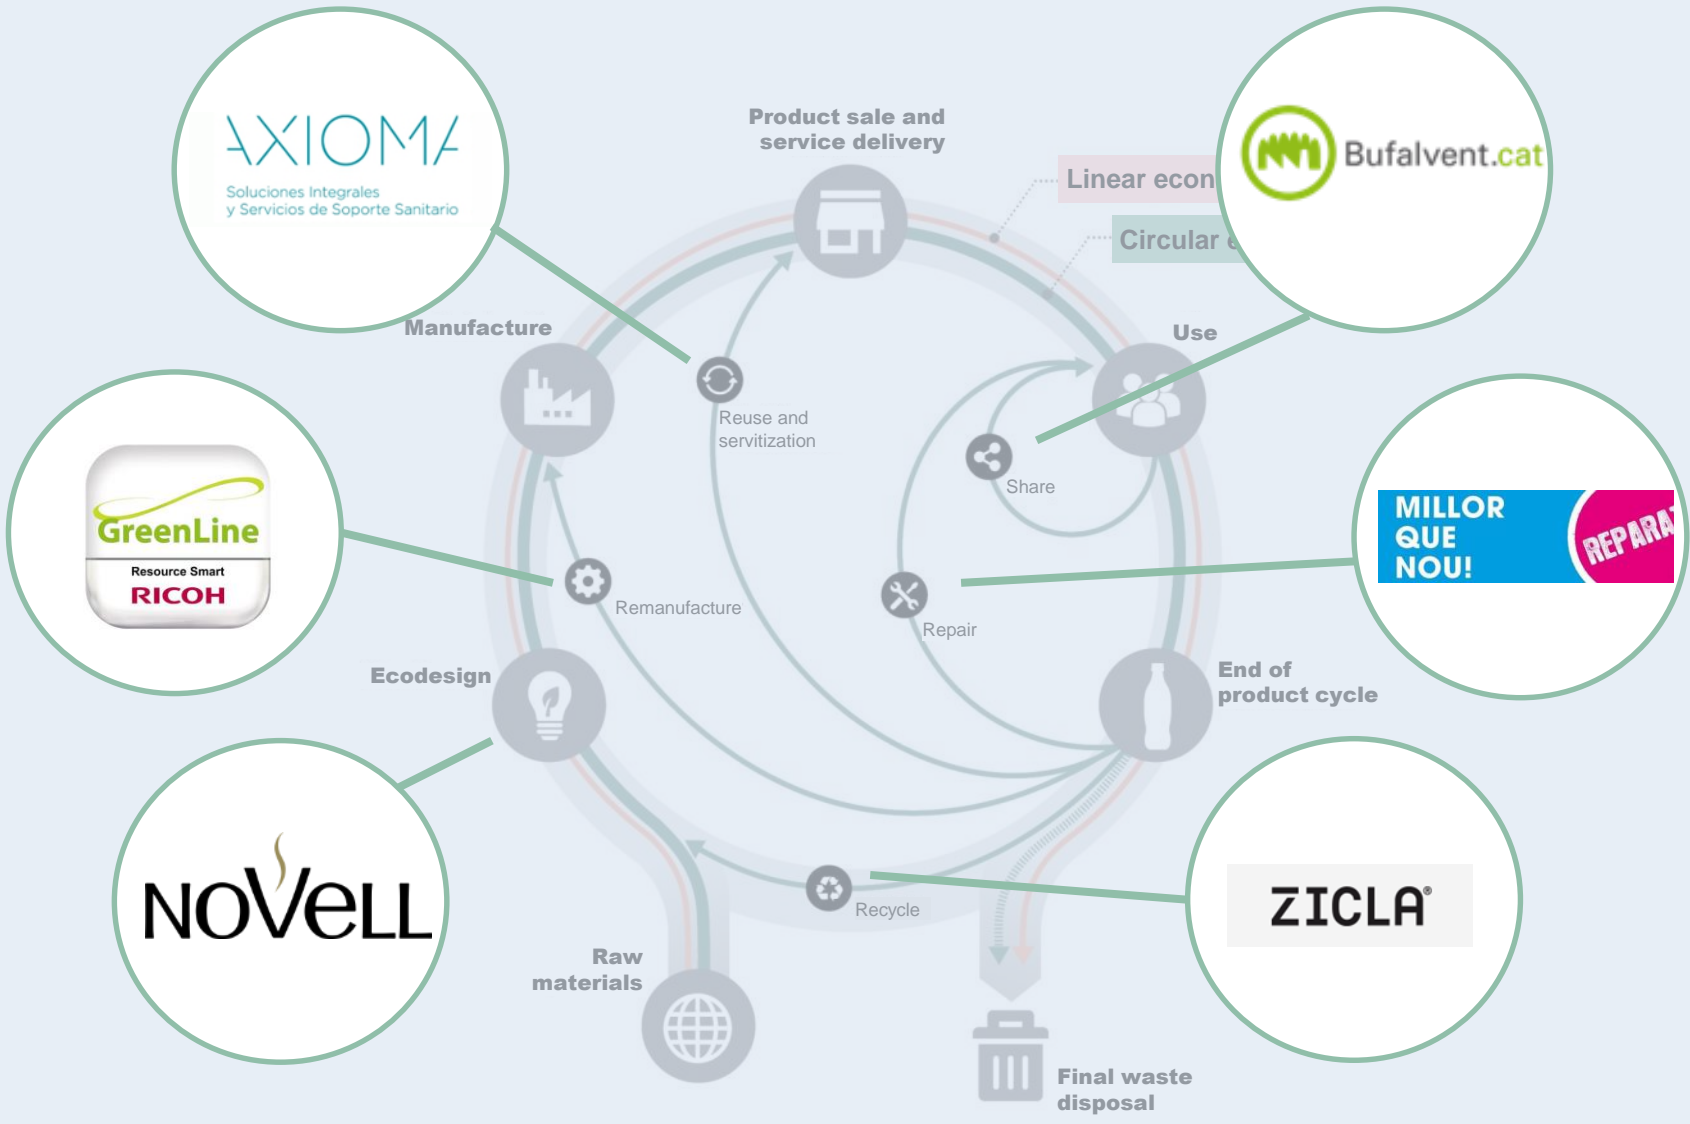 AXIOMA
Soluciones Integrales
y Servicios de Soporte Sanitario
Product sale and
service delivery
Bufalvent.cat
Linear econ
Circular e
Manufacture
Use
Reuse and
servitization
Share
GreenLine
Resource Smart
RICOH
MILLOR
QUE
NOU!
REPARAT
Remanufacture
Repair
Ecodesign
End of
product cycle
NOVELL
ZICLA®
Recycle
Raw
materials
Final waste
disposal